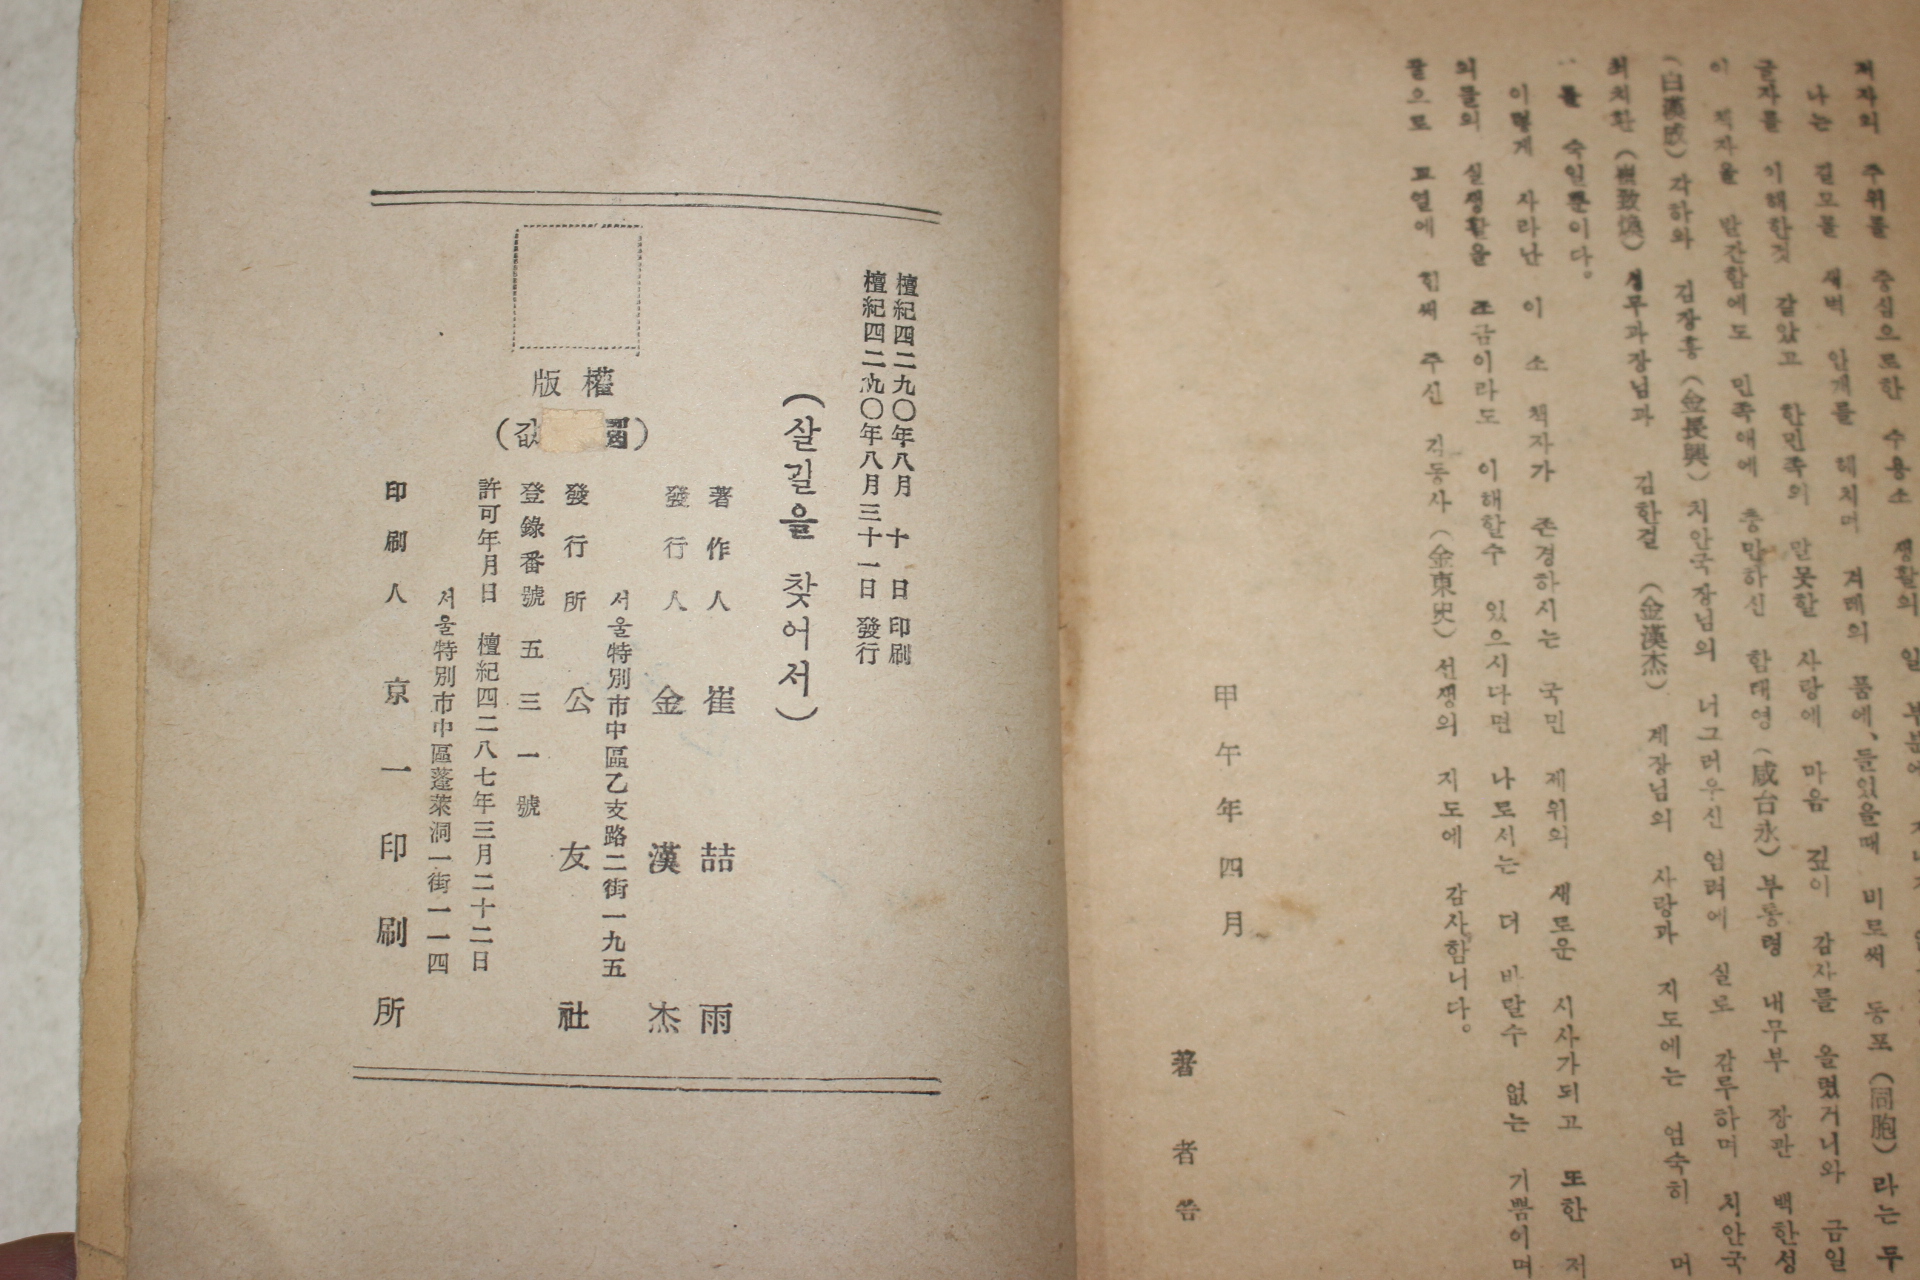 저자의 주위를 중심으로한 수용소 생활의 일 부분에
나는 길모를 새벽 안개를 헤치며 겨레의 품에、들있을때 비로써 동포(同胞)라는 두
글자를 이해한것 같았고 한민족의 알뜻할 사랑에 마음 깊이 감사를 올렸거니와 금일
이 책자을 발간함에도 민족애에 충만하신 함태영(咸台永)부통령 내무부 장관 백한성
(白漢成)각하와 김장흥(金長興)치안국장님의 너그러우신 염려에 실로 감루하며 치안국
최치환(崔致煥)경무과장님과 김한걸 (金漢杰) 계장님의 사랑과 지도에는 엄숙히 머
를 숙일뿐이다。
이렇게 자라난 이 소 책자가 존경하시는 국민 제위의 새로운 시사가되고 또한 저
의들의 실생활을 조금이라도 이해할수 있으시다면 나로서는 더 바랄수 없는 기쁨이며
끝으로 교열에 힘써 주신 김동사(金東史)선생의 지도에 감사함니다。
甲午年四月
著者 告
檀紀四二九〇年八月 十 日 印刷
檀紀四二九〇年八月三十一日 發行
(살길을 찾어서)
著作人 崔喆雨
發行人 金漢杰
서울特別市中區乙支路二街一九五
發行所 公友社
登錄番號 五三一號
許可年月日 檀紀四二八七年三月二十二日
서울特別市中區蓬萊洞一街一一四
印刷人 京一印刷所
版權
(값 圜)